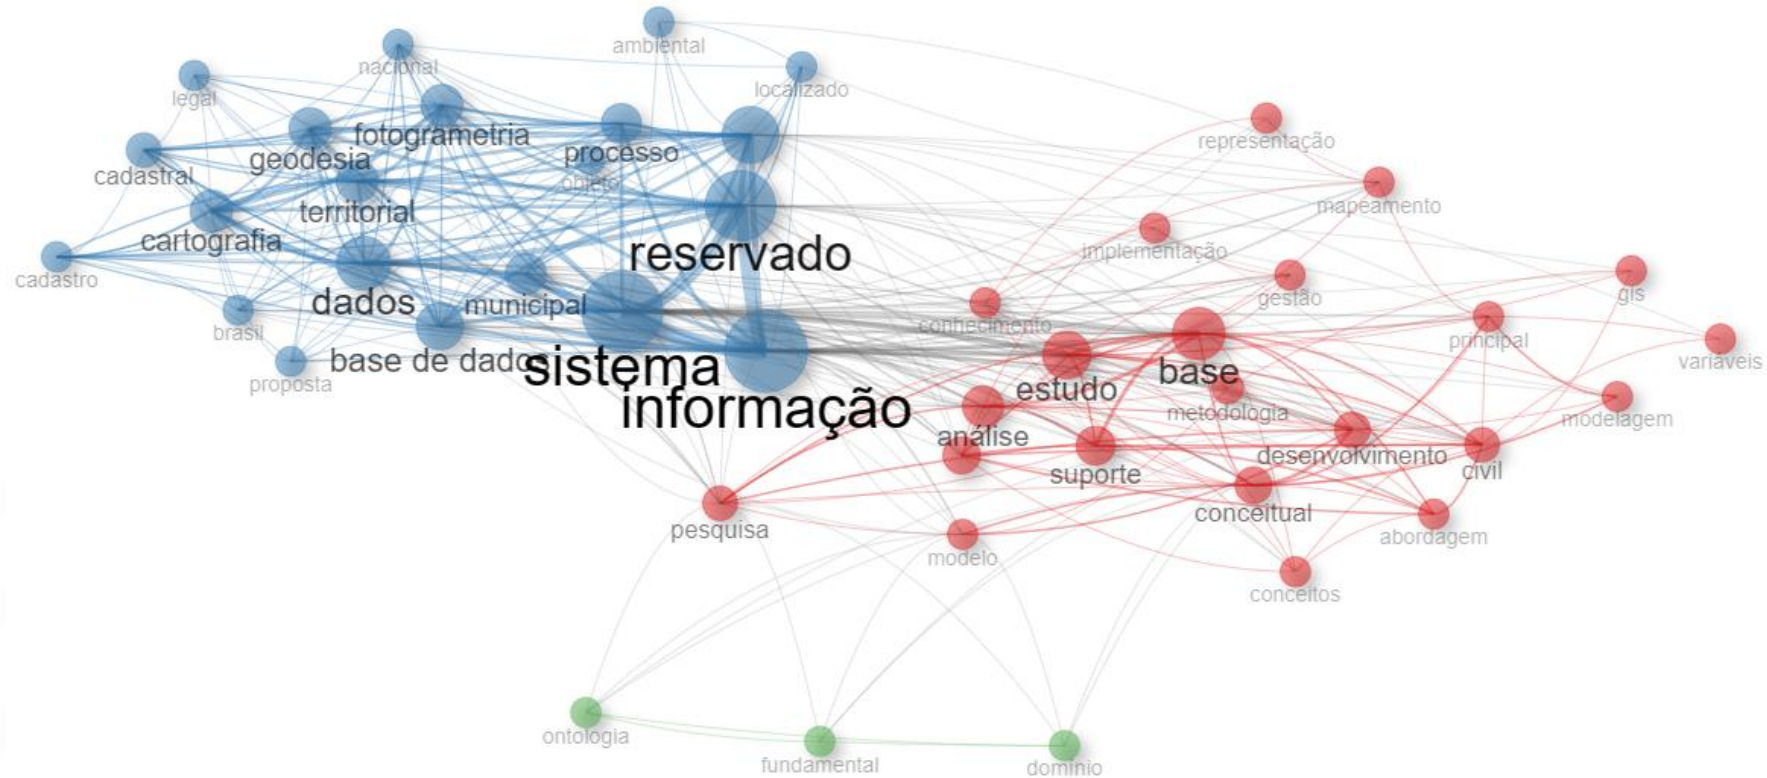 ambiental
nacional
localizado
legal
fotogrametria
geodesia
processo
cadastral
objeto
territorial
cartografia
reservado
cadastro
dados
municipal
brasil
base de dados
proposta
sistema
informação
representação
mapeamento
implementação
gestão
gis
conhecimento
principal
variáveis
estudo
base
metodologia
modelagem
análise
suporte
desenvolvimento
civil
conceitual
pesquisa
abordagem
modelo
conceitos
ontologia
fundamental
domínio